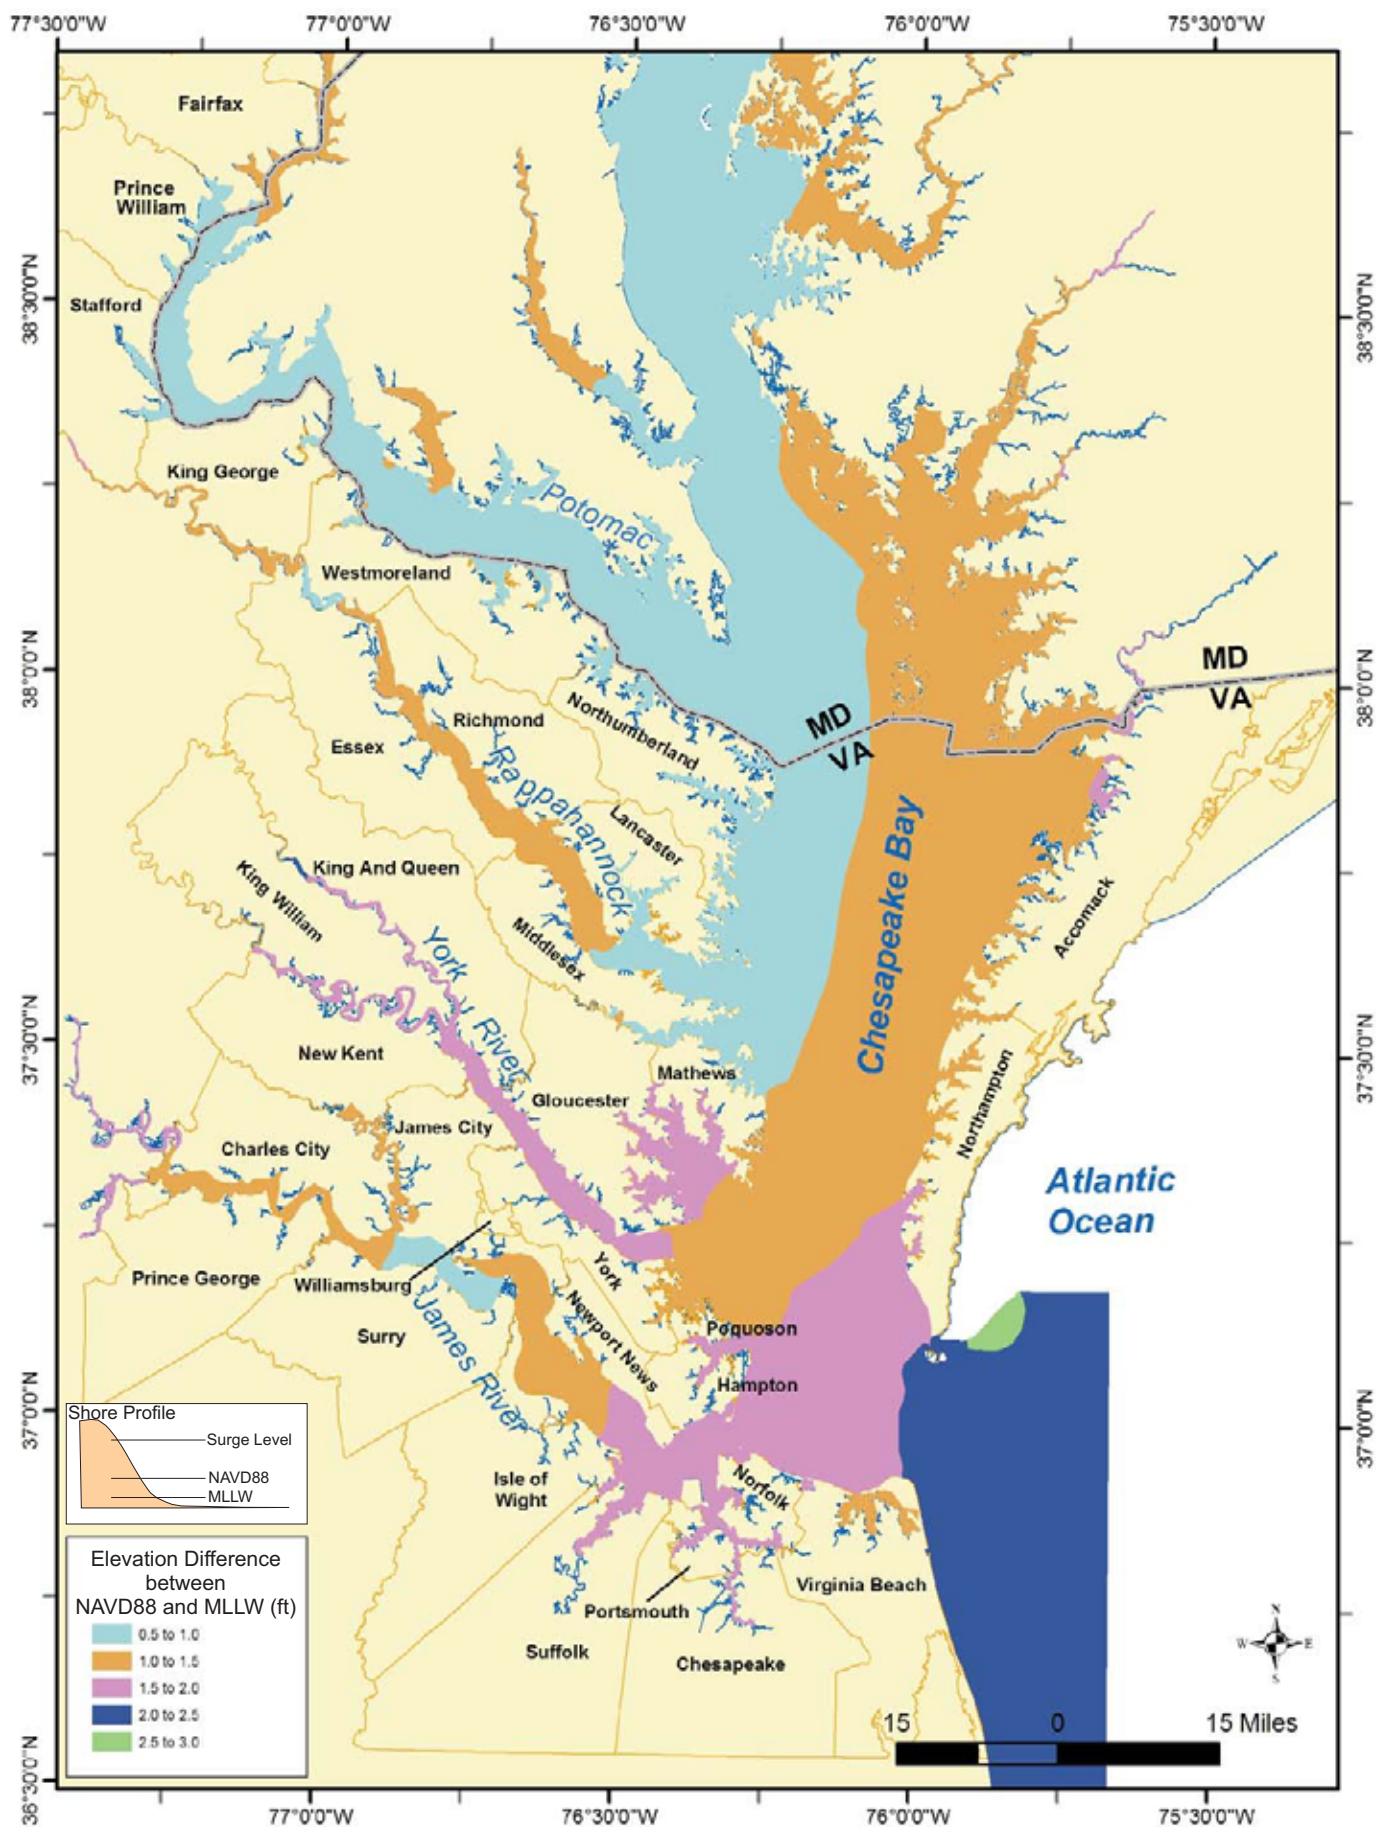 77°30'0"W 77°0'0"W 76°30'0"W 76°0'0"W 75°30'0"W
Fairfax
Prince
William
Stafford
38°30'0"N
38°30'0"N
King George
Potomac
Westmoreland
38°0'0"N
38°0'0"N
MD
VA
Richmond
Northumberland
MD
VA
Essex
Rappahannock
Lancaster
Chesapeake Bay
King And Queen
King William
Accomack
Middlesex
York
River
37°30'0"N
37°30'0"N
New Kent
Mathews
Gloucester
Northampton
James City
Charles City
Atlantic
Ocean
Prince George
Williamsburg
York
James River
Newport News
Surry
Poquoson
Hampton
37°0'0"N
37°0'0"N
Shore Profile
Surge Level
NAVD88
MLLW
Isle of
Wight
Norfolk
Virginia Beach
Portsmouth
Suffolk
Chesapeake
Elevation Difference
between
NAVD88 and MLLW (ft)
0.5 to 1.0
1.0 to 1.5
1.5 to 2.0
2.0 to 2.5
2.5 to 3.0
N
W E
S
15 0 15 Miles
36°30'0"N
77°0'0"W 76°30'0"W 76°0'0"W 75°30'0"W